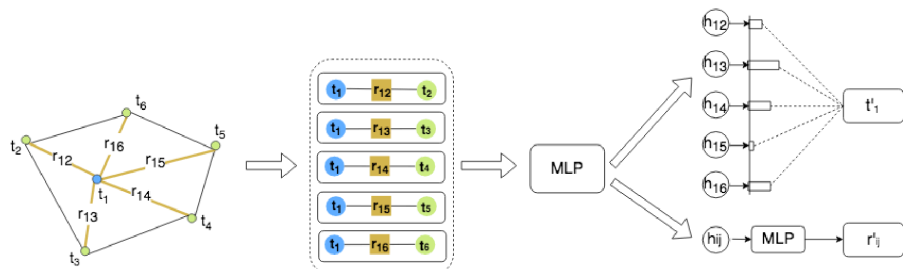 t6
t2
r12
r16
r15
t5
t1
r14
r13
t4
t3
t1 r12 t2
t1 r13 t3
t1 r14 t4
t1 r15 t5
t1 r16 t6
MLP
h12
h13
h14
h15
h16
t'1
hij
MLP
r'ij